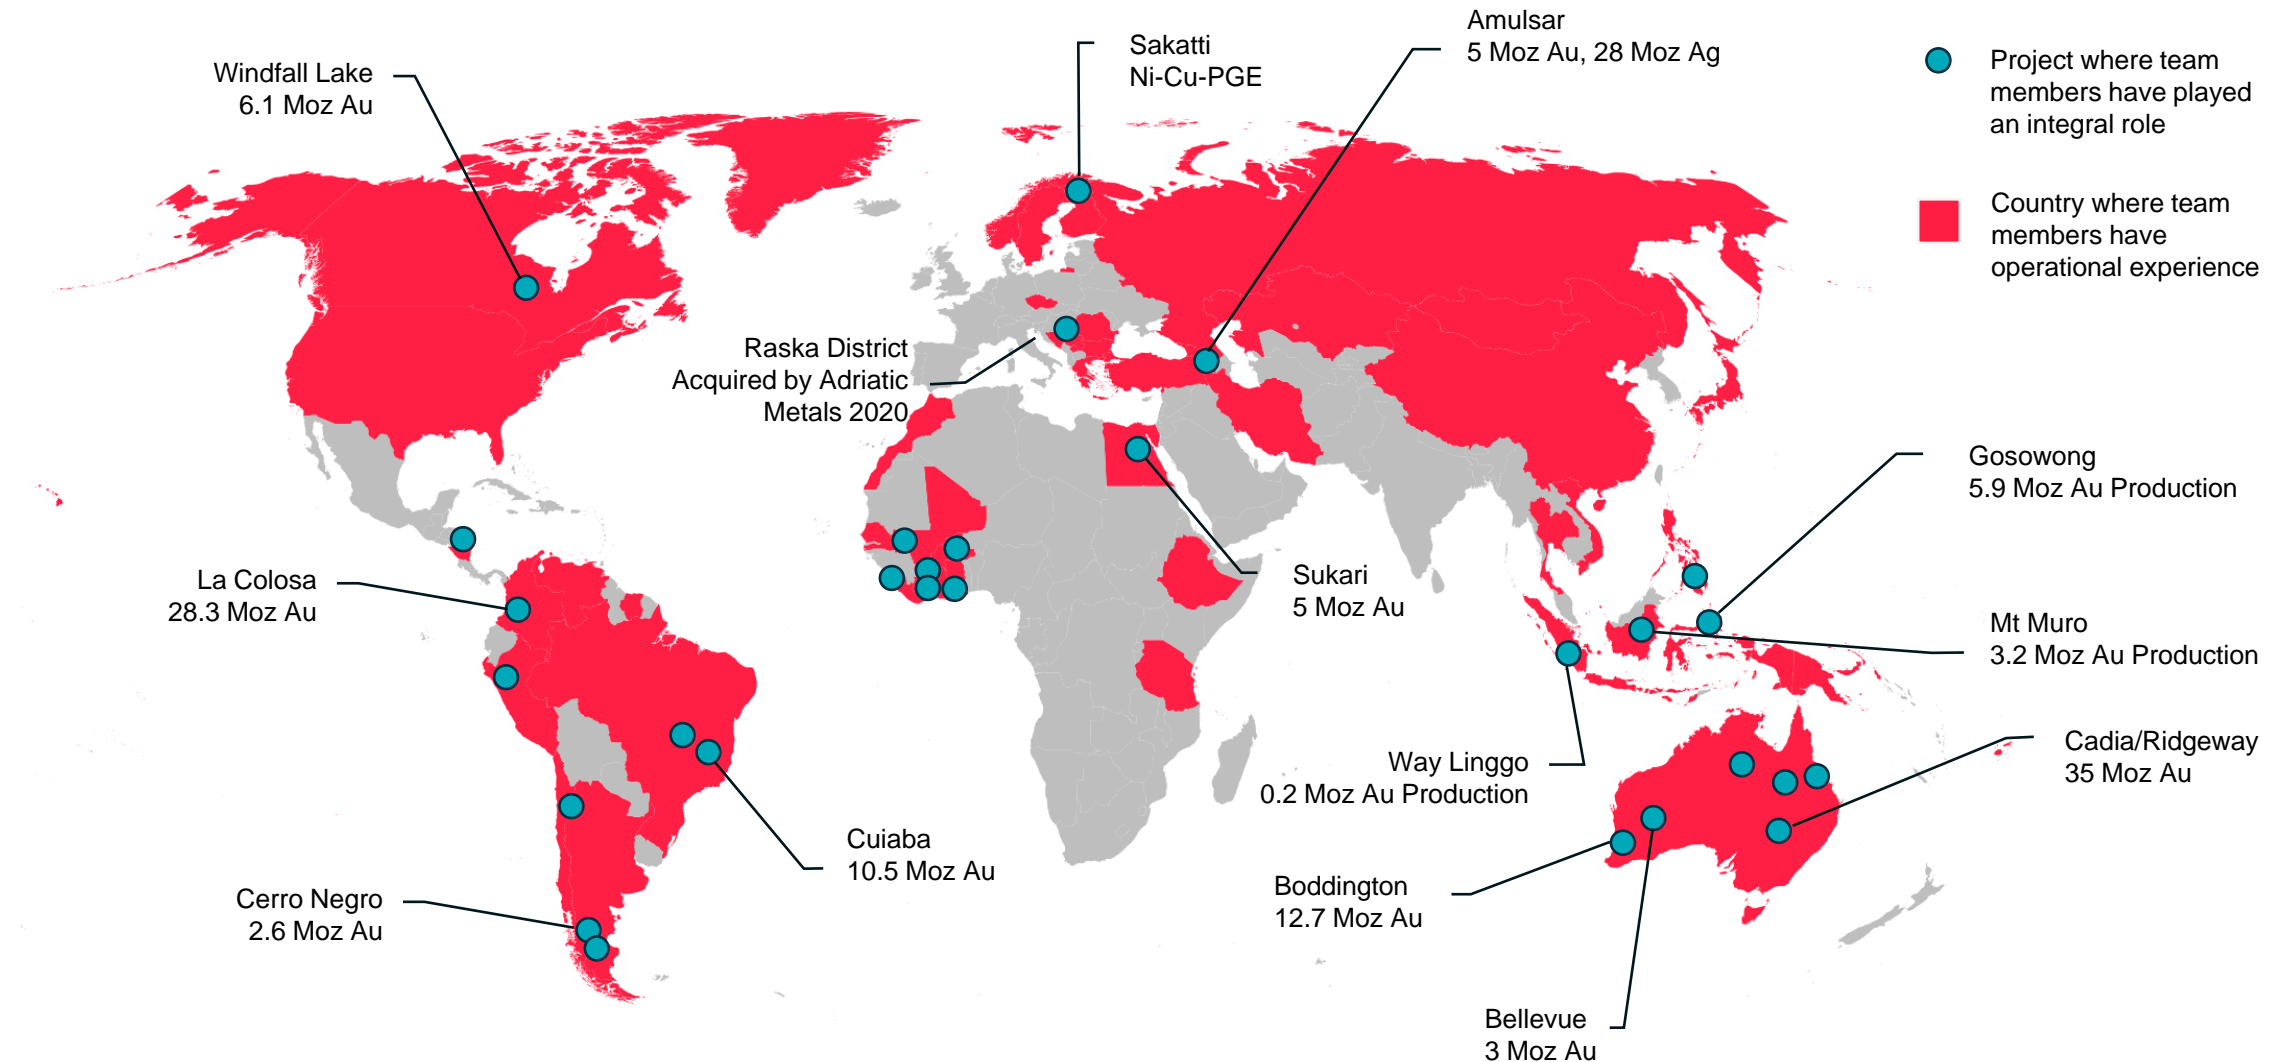 Windfall Lake
6.1 Moz Au
Sakatti
Ni-Cu-PGE
Amulsar
5 Moz Au, 28 Moz Ag
Project where team
members have played
an integral role
Country where team
members have
operational experience
Raska District
Acquired by Adriatic
Metals 2020
Gosowong
5.9 Moz Au Production
La Colosa
28.3 Moz Au
Sukari
5 Moz Au
Mt Muro
3.2 Moz Au Production
Way Linggo
0.2 Moz Au Production
Cadia/Ridgeway
35 Moz Au
Cuiaba
10.5 Moz Au
Cerro Negro
2.6 Moz Au
Boddington
12.7 Moz Au
Bellevue
3 Moz Au